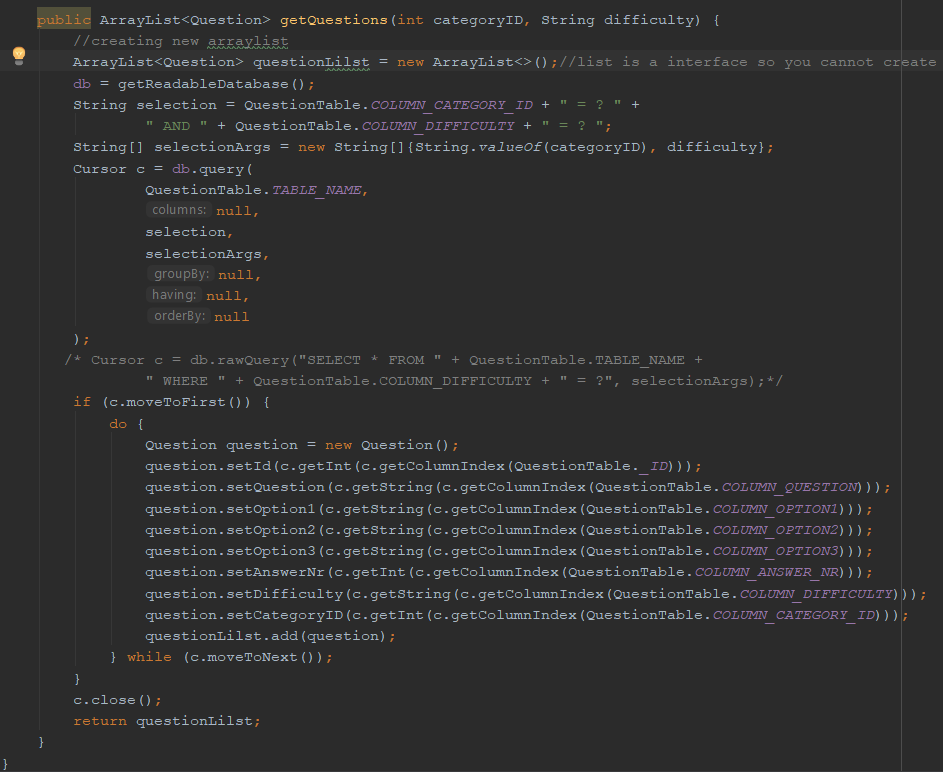 public ArrayList<Question> getQuestions(int categoryID, String difficulty) {
//creating new arraylist
ArrayList<Question> questionLilst = new ArrayList<>();//list is a interface so you cannot create
db = getReadableDatabase();
String selection = QuestionTable.COLUMN_CATEGORY_ID + " = ? " +
" AND " + QuestionTable.COLUMN_DIFFICULTY + " = ? ";
String[] selectionArgs = new String[]{String.valueOf(categoryID), difficulty};
Cursor c = db.query(
QuestionTable.TABLE_NAME,
columns: null,
selection,
selectionArgs,
groupBy: null,
having: null,
orderBy: null
);
/* Cursor c = db.rawQuery("SELECT * FROM " + QuestionTable.TABLE_NAME +
" WHERE " + QuestionTable.COLUMN_DIFFICULTY + " = ?", selectionArgs);*/
if (c.moveToFirst()) {
do {
Question question = new Question();
question.setId(c.getInt(c.getColumnIndex(QuestionTable._ID)));
question.setQuestion(c.getString(c.getColumnIndex(QuestionTable.COLUMN_QUESTION)));
question.setOption1(c.getString(c.getColumnIndex(QuestionTable.COLUMN_OPTION1)));
question.setOption2(c.getString(c.getColumnIndex(QuestionTable.COLUMN_OPTION2)));
question.setOption3(c.getString(c.getColumnIndex(QuestionTable.COLUMN_OPTION3)));
question.setAnswerNr(c.getInt(c.getColumnIndex(QuestionTable.COLUMN_ANSWER_NR)));
question.setDifficulty(c.getString(c.getColumnIndex(QuestionTable.COLUMN_DIFFICULTY)));
question.setCategoryID(c.getInt(c.getColumnIndex(QuestionTable.COLUMN_CATEGORY_ID)));
questionLilst.add(question);
} while (c.moveToNext());
}
c.close();
return questionLilst;
}
}